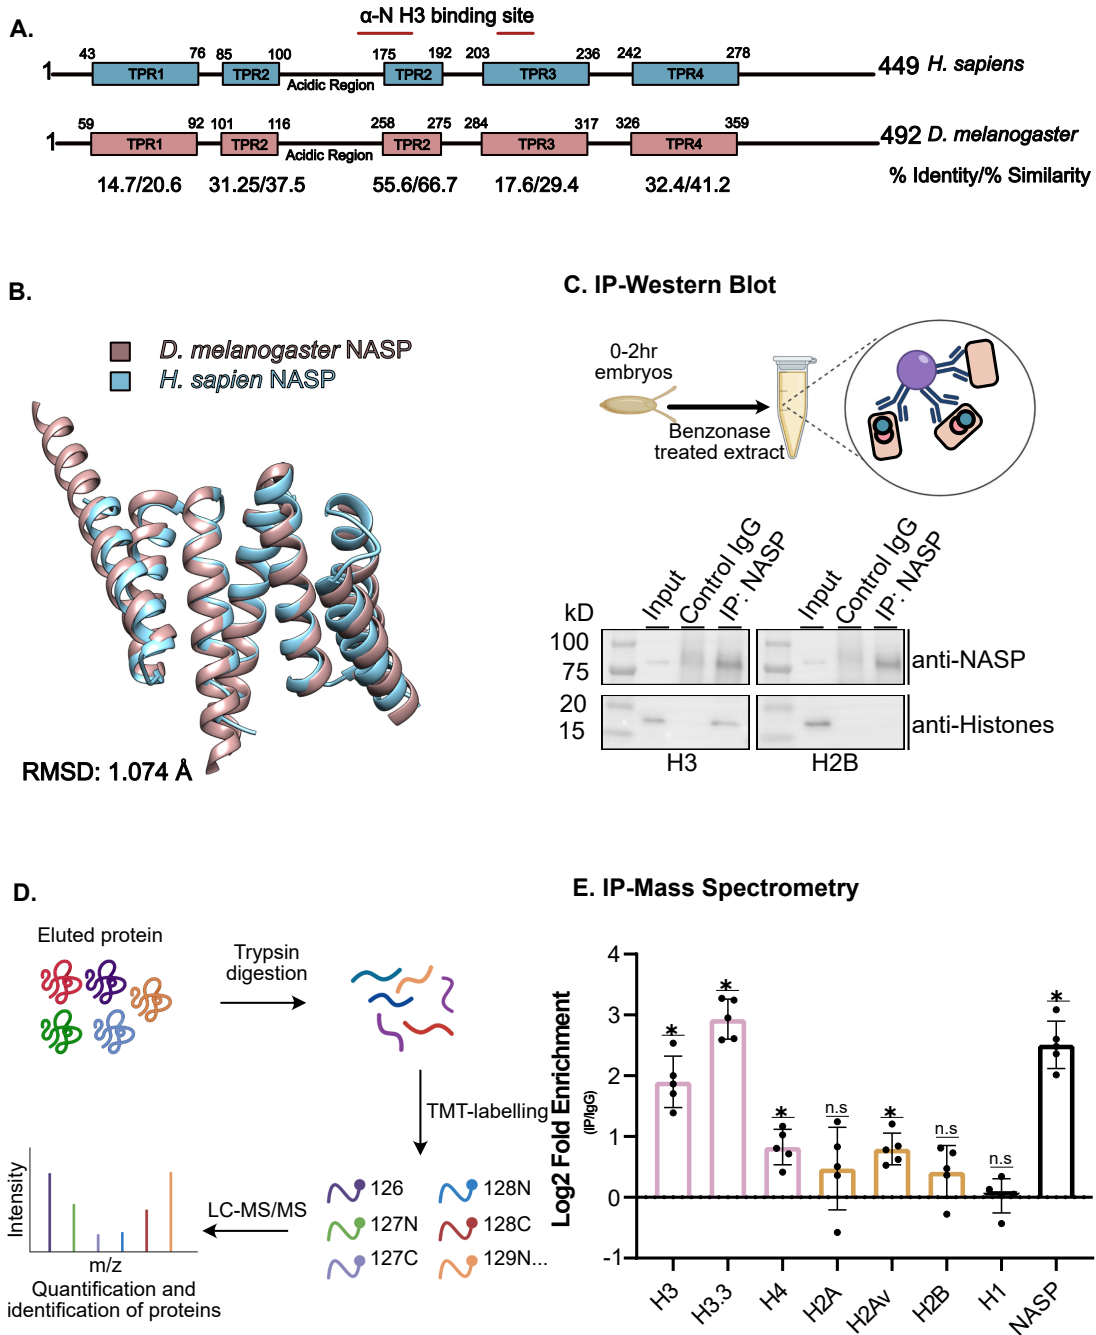 A.
α-N H3 binding site
43 76 85 100 175 192 203 236 242 278
1 TPR1 TPR2 Acidic Region TPR2 TPR3 TPR4 449 H. sapiens
59 92 101 116 258 275 284 317 326 359
1 TPR1 TPR2 Acidic Region TPR2 TPR3 TPR4 492 D. melanogaster
14.7/20.6 31.25/37.5 55.6/66.7 17.6/29.4 32.4/41.2 % Identity/% Similarity
B.
D. melanogaster NASP
H. sapien NASP
RMSD: 1.074 Å
C. IP-Western Blot
0-2hr
embryos
Benzonase
treated extract
kD
Input
Control IgG
IP: NASP
Input
Control IgG
IP: NASP
100
75
anti-NASP
20
15
anti-Histones
H3
H2B
D.
Eluted protein
Trypsin
digestion
TMT-labelling
126
127N
127C
128N
128C
129N...
LC-MS/MS
Intensity
m/z
Quantification and
identification of proteins
E. IP-Mass Spectrometry
Log2 Fold Enrichment
(IP/IgG)
4
3
2
1
0
-1
*
*
*
n.s
*
n.s
n.s
*
H3
H3.3
H4
H2A
H2Av
H2B
H1
NASP